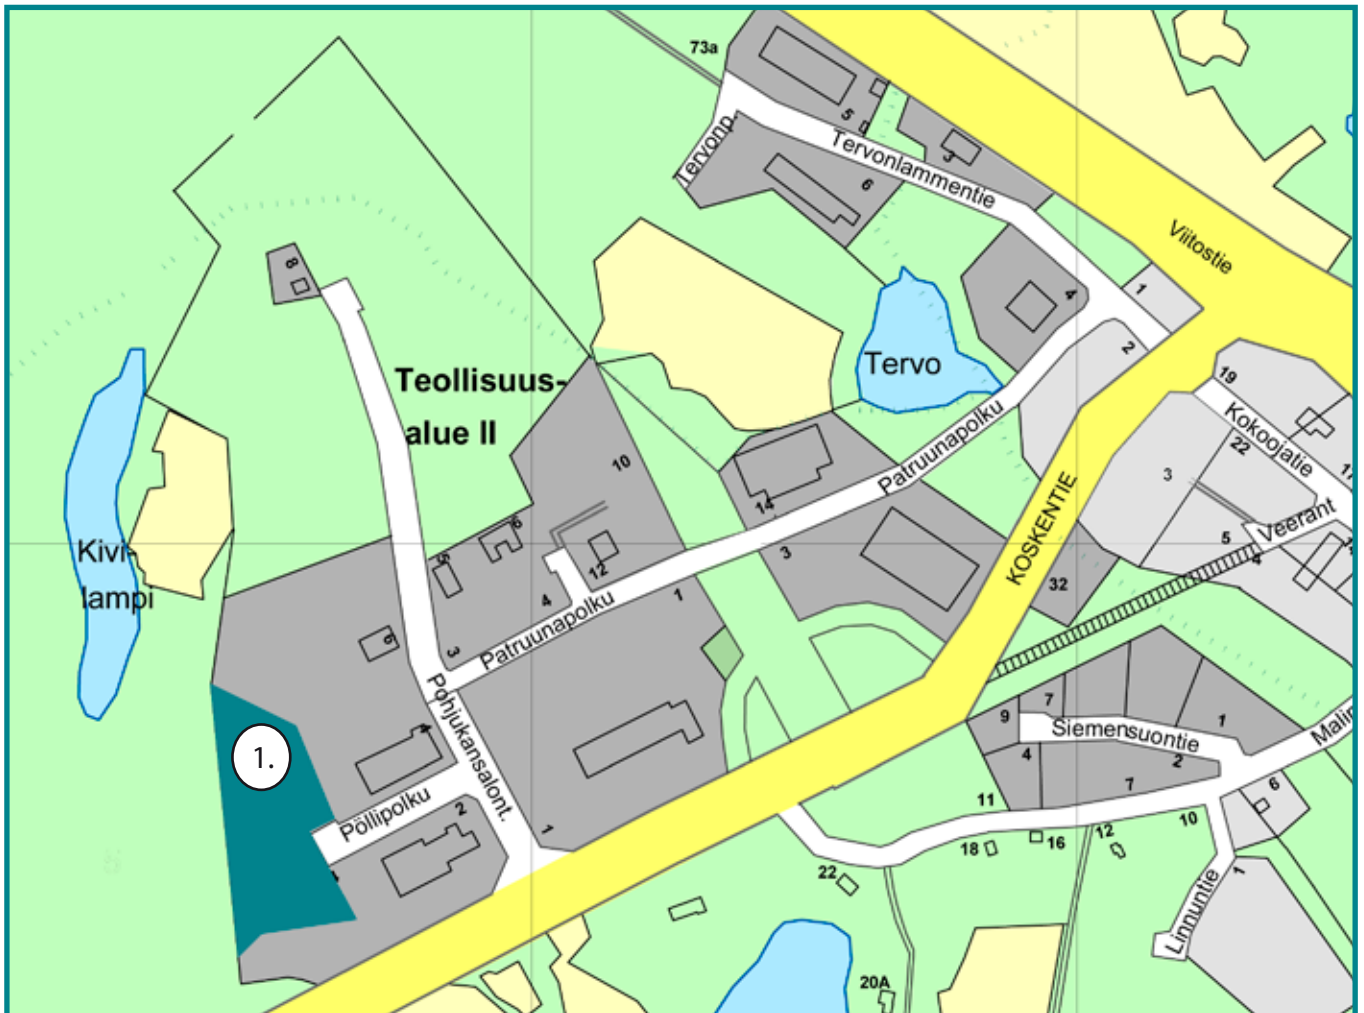 73a
5
3
Tervonp.
Tervonlammentie
6
Viitostie
8
4
1
2
Tervo
Teollisuus-
alue II
19
Kokoojatie
22
17
3
10
Patruunapolku
14
KOSKENTIE
Veerant
5
4
6
5
12
3
32
Kivi-
lampi
4
1
Patruunapolku
6
3
Pohjukansalont.
7
9
Siemensuontie
1
Malin
4
1.
4
2
7
6
Pöllipolku
2
1
11
10
12
16
18
22
1
Linnuntie
20A